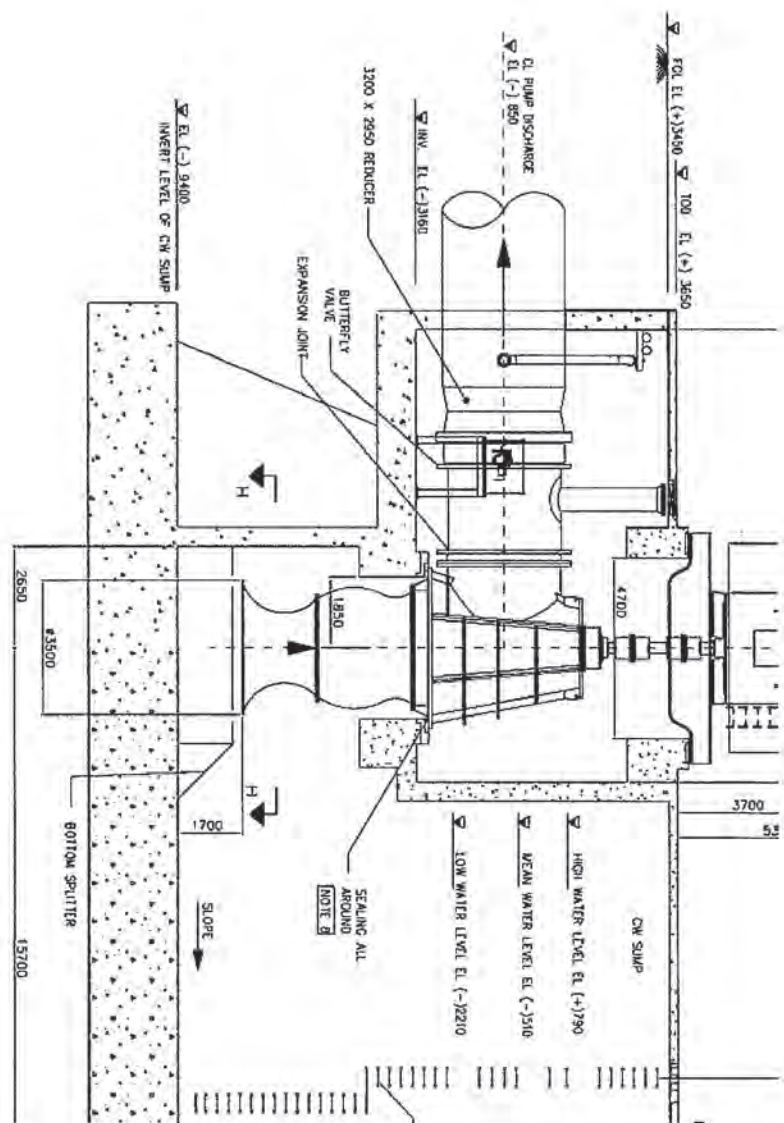 FGL EL (+)3450
TOD EL (+) 3650
CL PUMP DISCHARGE
EL (-) 850
3200 X 2950 REDUCER
INV. EL (-)3160
EL (-) 9400
INVERT LEVEL OF CW SUMP
BUTTERFLY
VALVE
EXPANSION JOINT
C.O.
H
H
2650
ø3500
1850
4700
1700
3700
53
15700
BOTTOM SPLITTER
SLOPE
SEALING ALL
AROUND
NOTE 8
CW SUMP
HIGH WATER LEVEL EL (+)790
MEAN WATER LEVEL EL (-)510
LOW WATER LEVEL EL (-)2210